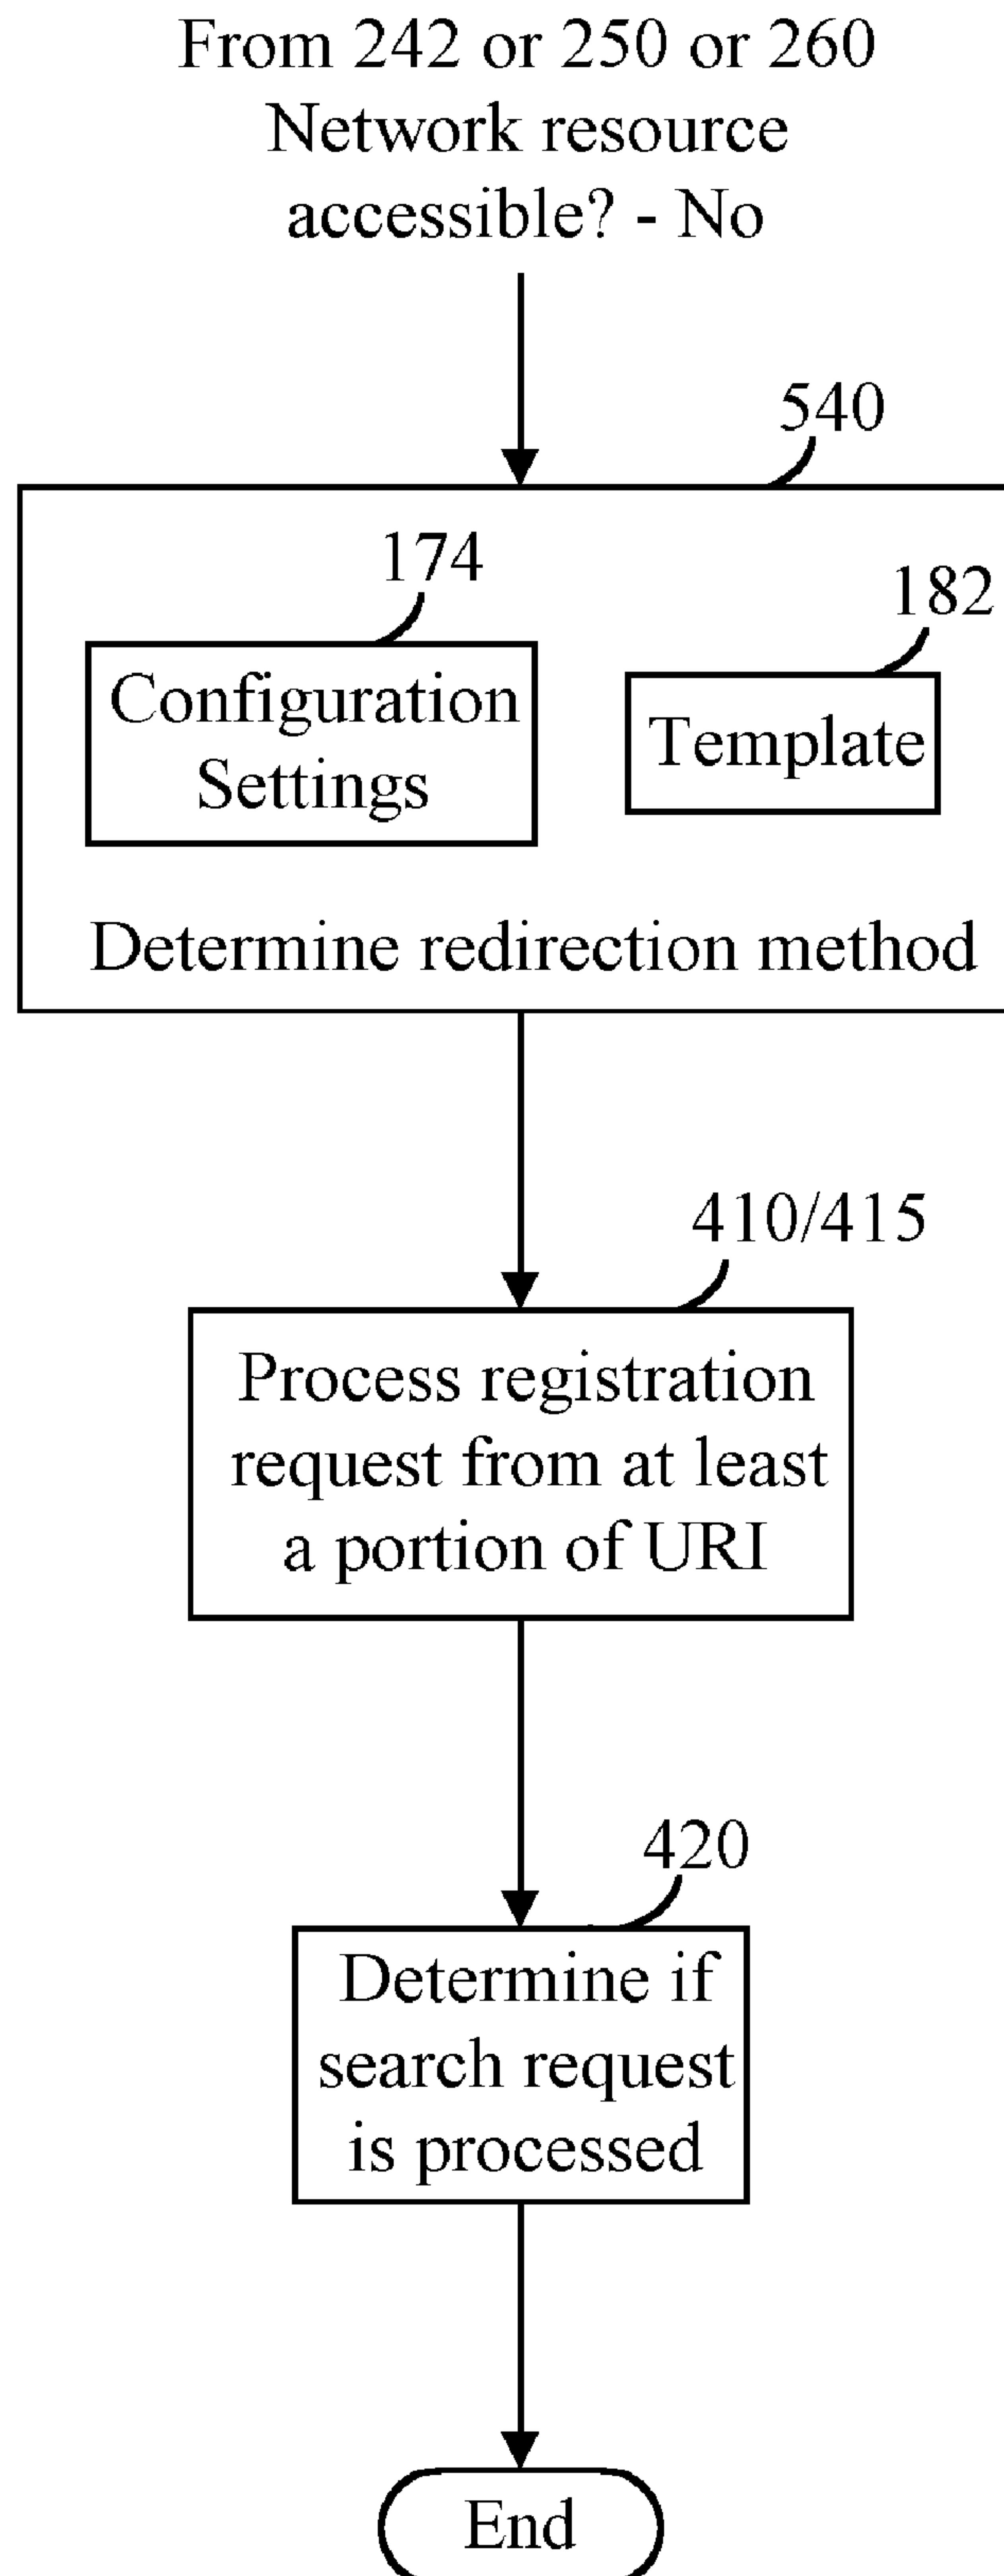 From 242 or 250 or 260
Network resource
accessible? - No
540
174
182
Configuration
Settings
Template
Determine redirection method
410/415
Process registration
request from at least
a portion of URI
420
Determine if
search request
is processed
End